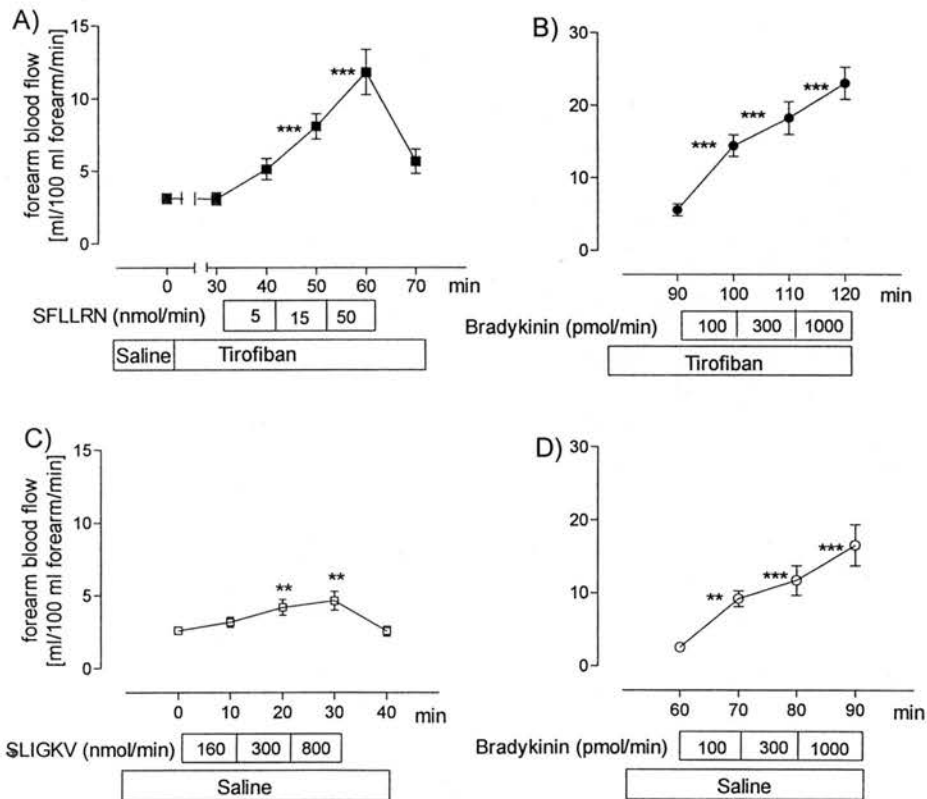 A)
forearm blood flow
[ml/100 ml forearm/min]
15
10
5
0
***
***
0 30 40 50 60 70 min
SFLLRN (nmol/min) 5 15 50
Saline Tirofiban
B)
30
20
10
0
***
***
***
90 100 110 120 min
Bradykinin (pmol/min) 100 300 1000
Tirofiban
C)
forearm blood flow
[ml/100 ml forearm/min]
15
10
5
0
**
**
0 10 20 30 40 min
SLIGKV (nmol/min) 160 300 800
Saline
D)
30
20
10
0
**
***
***
60 70 80 90 min
Bradykinin (pmol/min) 100 300 1000
Saline